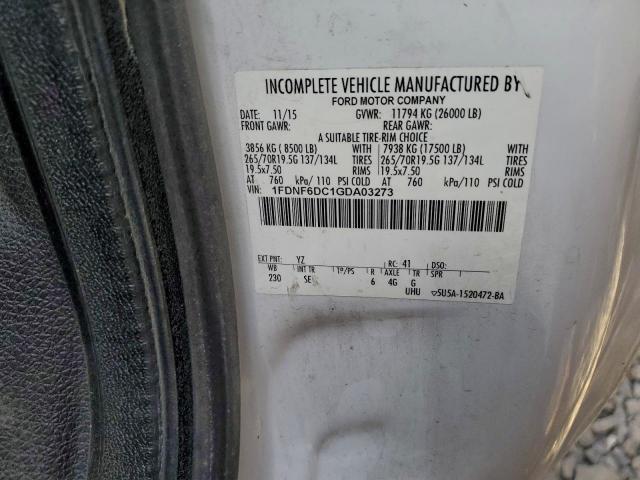 INCOMPLETE VEHICLE MANUFACTURED BY
FORD MOTOR COMPANY
DATE: 11/15 GVWR: 11794 KG (26000 LB)
FRONT GAWR: REAR GAWR:
A SUITABLE TIRE-RIM CHOICE
3856 KG ( 8500 LB) WITH 7938 KG (17500 LB) WITH
265/70R19.5G 137/134L TIRES 265/70R19.5G 137/134L TIRES
19.5x7.50 RIMS 19.5x7.50 RIMS
AT 760 kPa/ 110 PSI COLD AT 760 kPa/110 PSI COLD
VIN: 1FDNF6DC1GDA03273
EXT PNT: YZ RC: 41 DSO:
WB INT TR TP/PS R AXLE TR SPR
230 SE 6 4G G
UHU 5U5A-1520472-BA